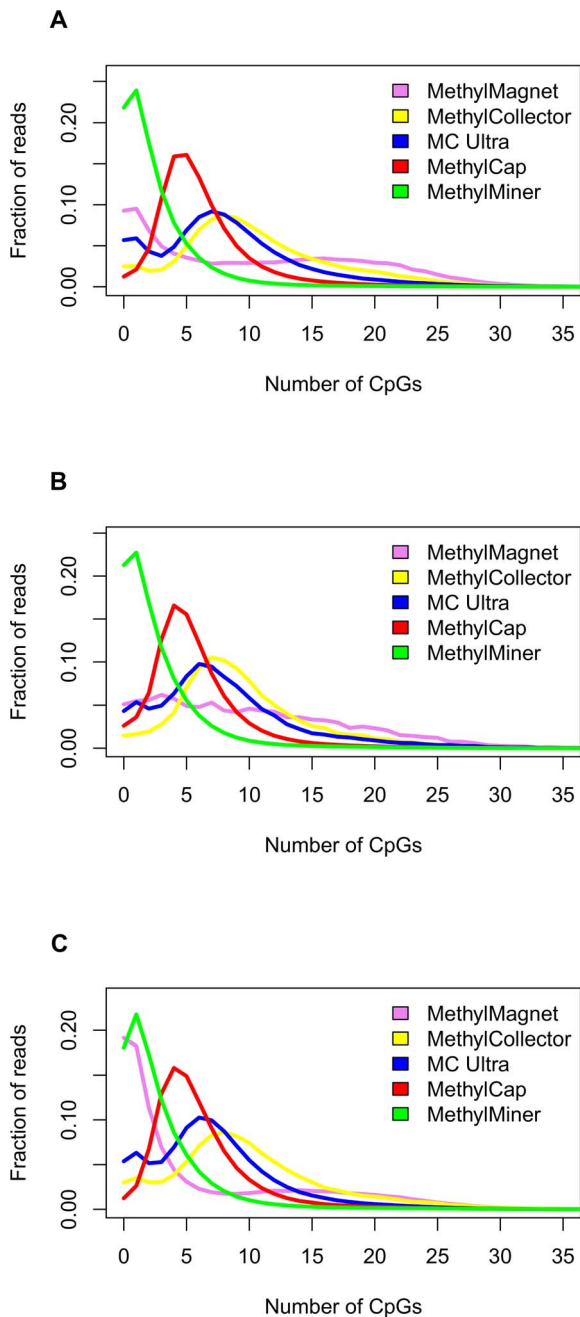 A
Fraction of reads
0.00 0.10 0.20
MethylMagnet
MethylCollector
MC Ultra
MethylCap
MethylMiner
0 5 10 15 20 25 30 35
Number of CpGs
B
Fraction of reads
0.00 0.10 0.20
MethylMagnet
MethylCollector
MC Ultra
MethylCap
MethylMiner
0 5 10 15 20 25 30 35
Number of CpGs
C
Fraction of reads
0.00 0.10 0.20
MethylMagnet
MethylCollector
MC Ultra
MethylCap
MethylMiner
0 5 10 15 20 25 30 35
Number of CpGs